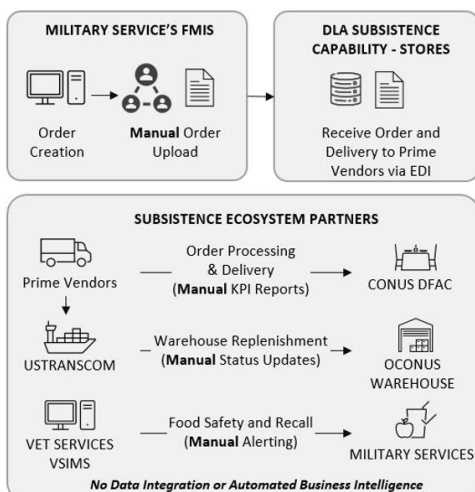 MILITARY SERVICE'S FMIS
Order
Creation
Manual Order
Upload
DLA SUBSISTENCE
CAPABILITY - STORES
Receive Order and
Delivery to Prime
Vendors via EDI
SUBSISTENCE ECOSYSTEM PARTNERS
Prime Vendors
Order Processing
& Delivery
(Manual KPI Reports)
CONUS DFAC
USTRANSCOM
Warehouse Replenishment
(Manual Status Updates)
OCONUS
WAREHOUSE
VET SERVICES
VSIMS
Food Safety and Recall
(Manual Alerting)
MILITARY SERVICES
No Data Integration or Automated Business Intelligence